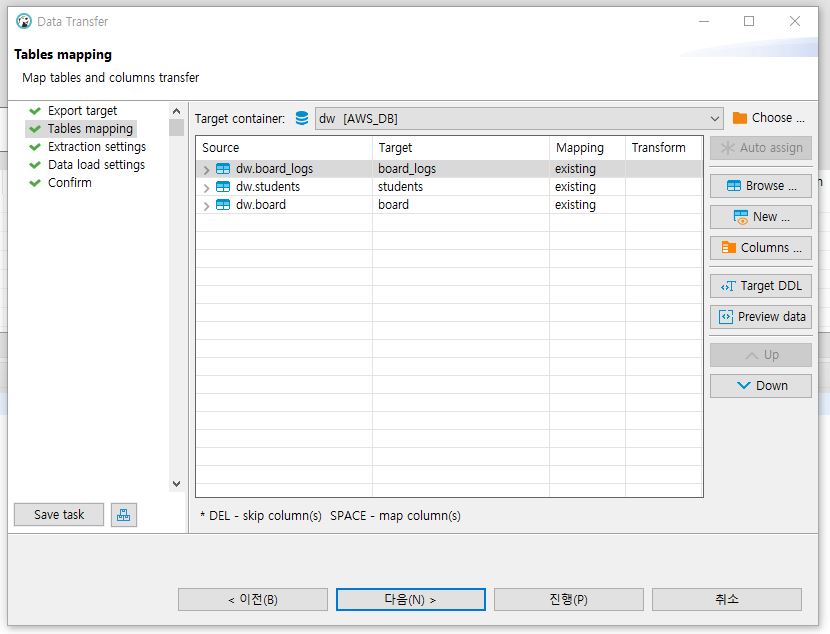 Data Transfer
Tables mapping
Map tables and columns transfer
Export target
Tables mapping
Extraction settings
Data load settings
Confirm
Save task
Target container: dw [AWS_DB] Choose ...
Source Target Mapping Transform
dw.board_logs board_logs existing
dw.students students existing
dw.board board existing
Auto assign
Browse ...
New ...
Columns ...
Target DDL
Preview data
Up
Down
* DEL - skip column(s) SPACE - map column(s)
< 이전(B) 다음(N) > 진행(P) 취소